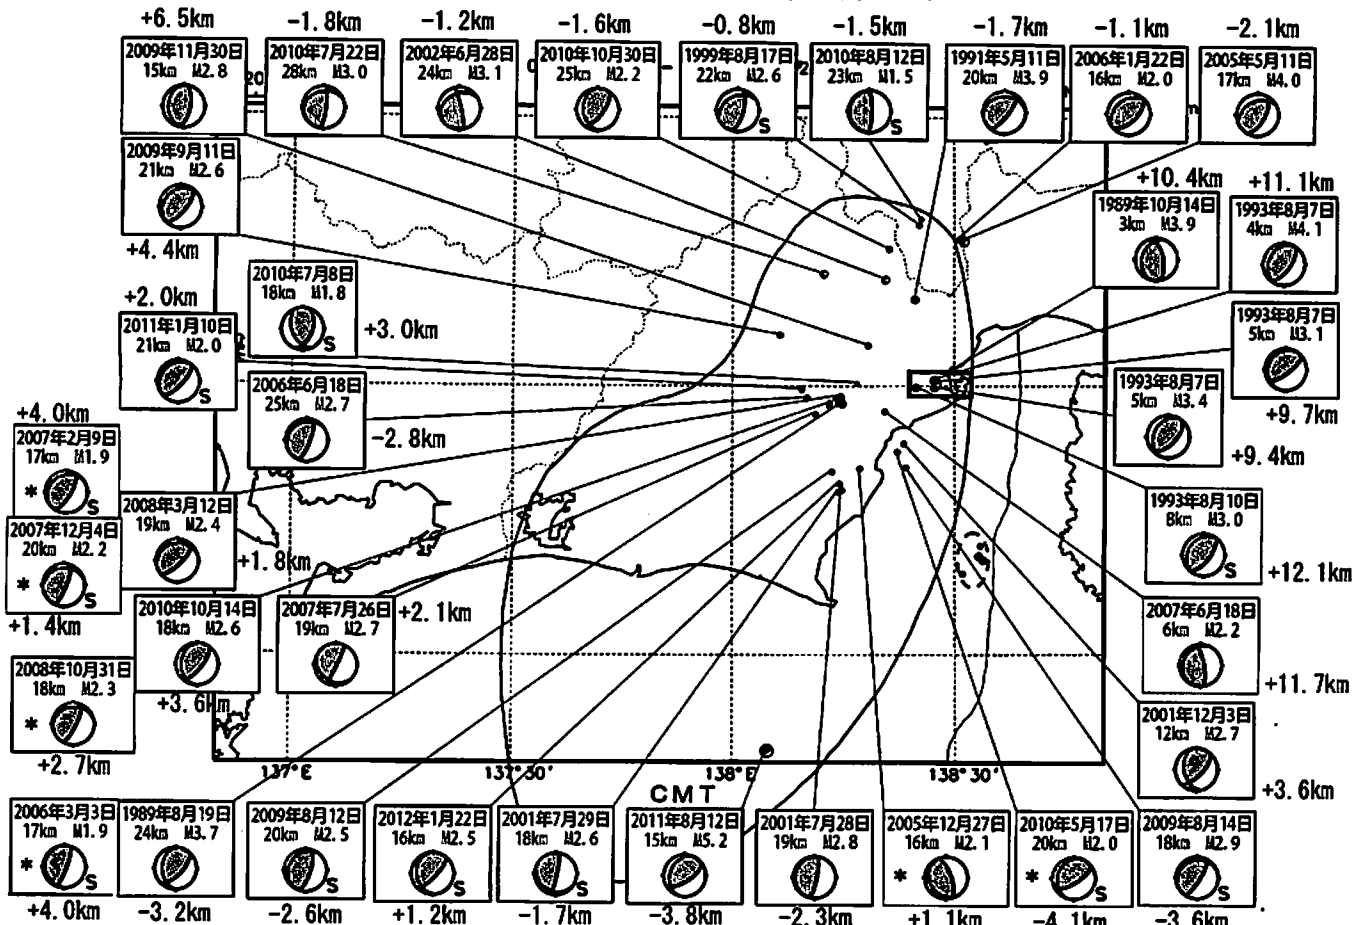 +6.5km
-1.8km
-1.2km
-1.6km
-0.8km
-1.5km
-1.7km
-1.1km
-2.1km
2009年11月30日
15km M2.8
2010年7月22日
28km M3.0
2002年6月28日
24km M3.1
2010年10月30日
25km M2.2
1999年8月17日
22km M2.6
S
2010年8月12日
23km M1.5
S
1991年5月11日
20km M3.9
2006年1月22日
16km M2.0
2005年5月11日
17km M4.0
2009年9月11日
21km M2.6
+4.4km
+10.4km
1989年10月14日
3km M3.9
+11.1km
1993年8月7日
4km M4.1
2010年7月8日
18km M1.8
S
+3.0km
+2.0km
2011年1月10日
21km M2.0
S
1993年8月7日
5km M3.1
+9.7km
2006年6月18日
25km M2.7
-2.8km
1993年8月7日
5km M3.4
+9.4km
+4.0km
2007年2月9日
17km M1.9
*
S
2008年3月12日
19km M2.4
+1.8km
1993年8月10日
8km M3.0
S
+12.1km
2007年12月4日
20km M2.2
*
S
+1.4km
2010年10月14日
18km M2.6
+3.6km
2007年7月26日
19km M2.7
+2.1km
2007年6月18日
6km M2.2
+11.7km
2008年10月31日
18km M2.3
*
+2.7km
2001年12月3日
12km M2.7
+3.6km
137°E
137°30'
138°E
138°30'
CMT
2006年3月3日
17km M1.9
*
S
+4.0km
1989年8月19日
24km M3.7
-3.2km
2009年8月12日
20km M2.5
S
-2.6km
2012年1月22日
16km M2.5
S
+1.2km
2001年7月29日
18km M2.6
S
-1.7km
2011年8月12日
15km M5.2
-3.8km
2001年7月28日
19km M2.8
-2.3km
2005年12月27日
16km M2.1
*
+1.1km
2010年5月17日
20km M2.0
*
S
-4.1km
2009年8月14日
18km M2.9
S
-3.6km